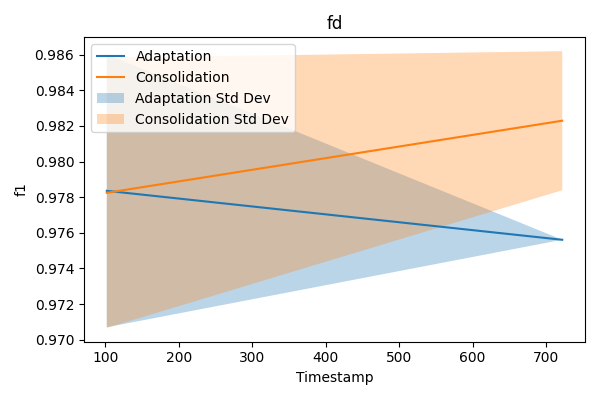 fd
Adaptation
Consolidation
Adaptation Std Dev
Consolidation Std Dev
0.986
0.984
0.982
0.980
0.978
0.976
0.974
0.972
0.970
f1
100 200 300 400 500 600 700
Timestamp